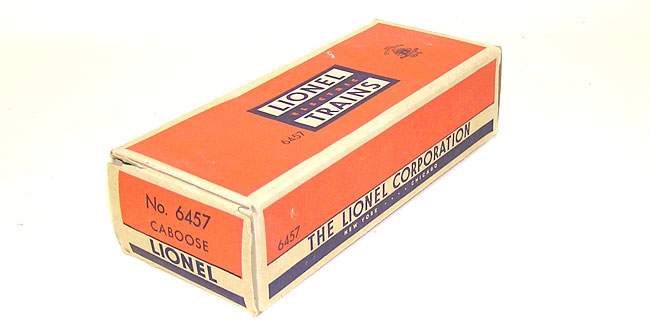 LIONEL
ELECTRIC
TRAINS
6457
No. 6457
CABOOSE
LIONEL
6457
THE LIONEL CORPORATION
NEW YORK · · · · CHICAGO